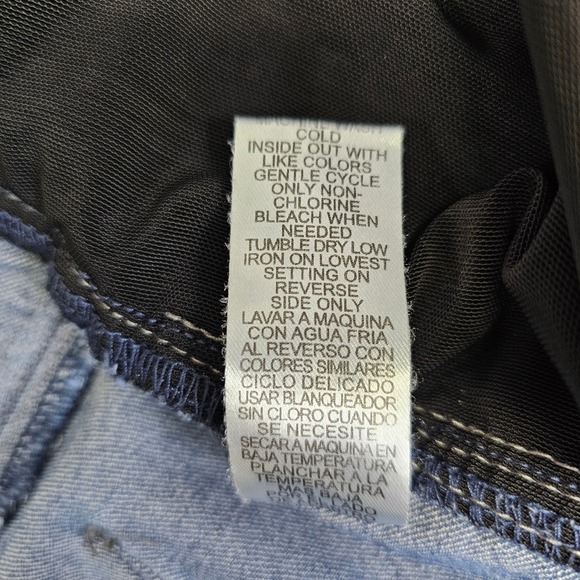 MACHINE WASH
COLD
INSIDE OUT WITH
LIKE COLORS
GENTLE CYCLE
ONLY NON-
CHLORINE
BLEACH WHEN
NEEDED
TUMBLE DRY LOW
IRON ON LOWEST
SETTING ON
REVERSE
SIDE ONLY
LAVAR A MAQUINA
CON AGUA FRIA
AL REVERSO CON
COLORES SIMILARES
CICLO DELICADO
USAR BLANQUEADOR
SIN CLORO CUANDO
SE NECESITE
SECAR A MAQUINA EN
BAJA TEMPERATURA
PLANCHAR A LA
TEMPERATURA
MAS BAJA